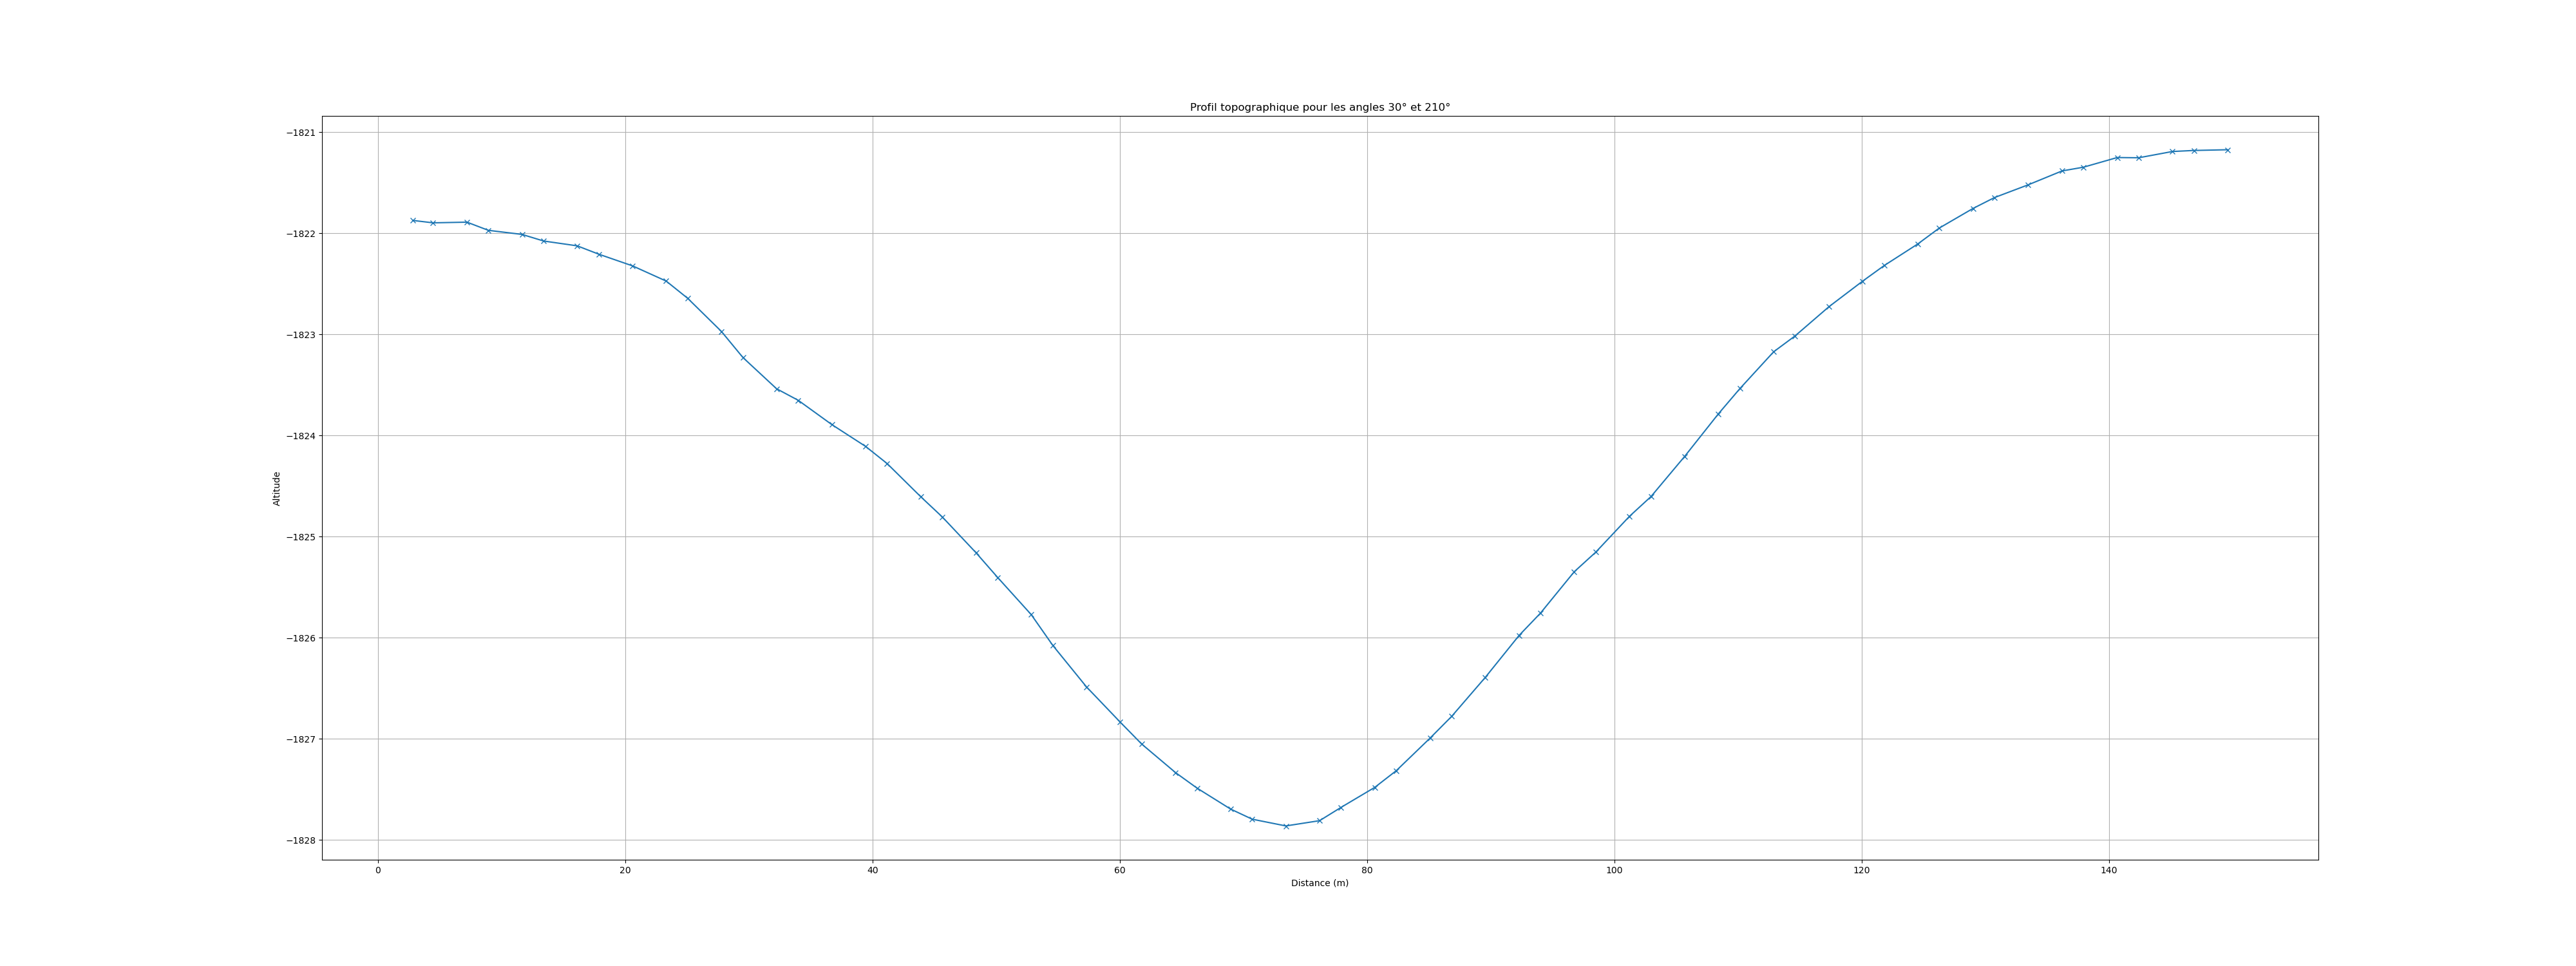 Profil topographique pour les angles 30° et 210°
−1821
−1822
−1823
−1824
−1825
−1826
−1827
−1828
Altitude
0 20 40 60 80 100 120 140
Distance (m)